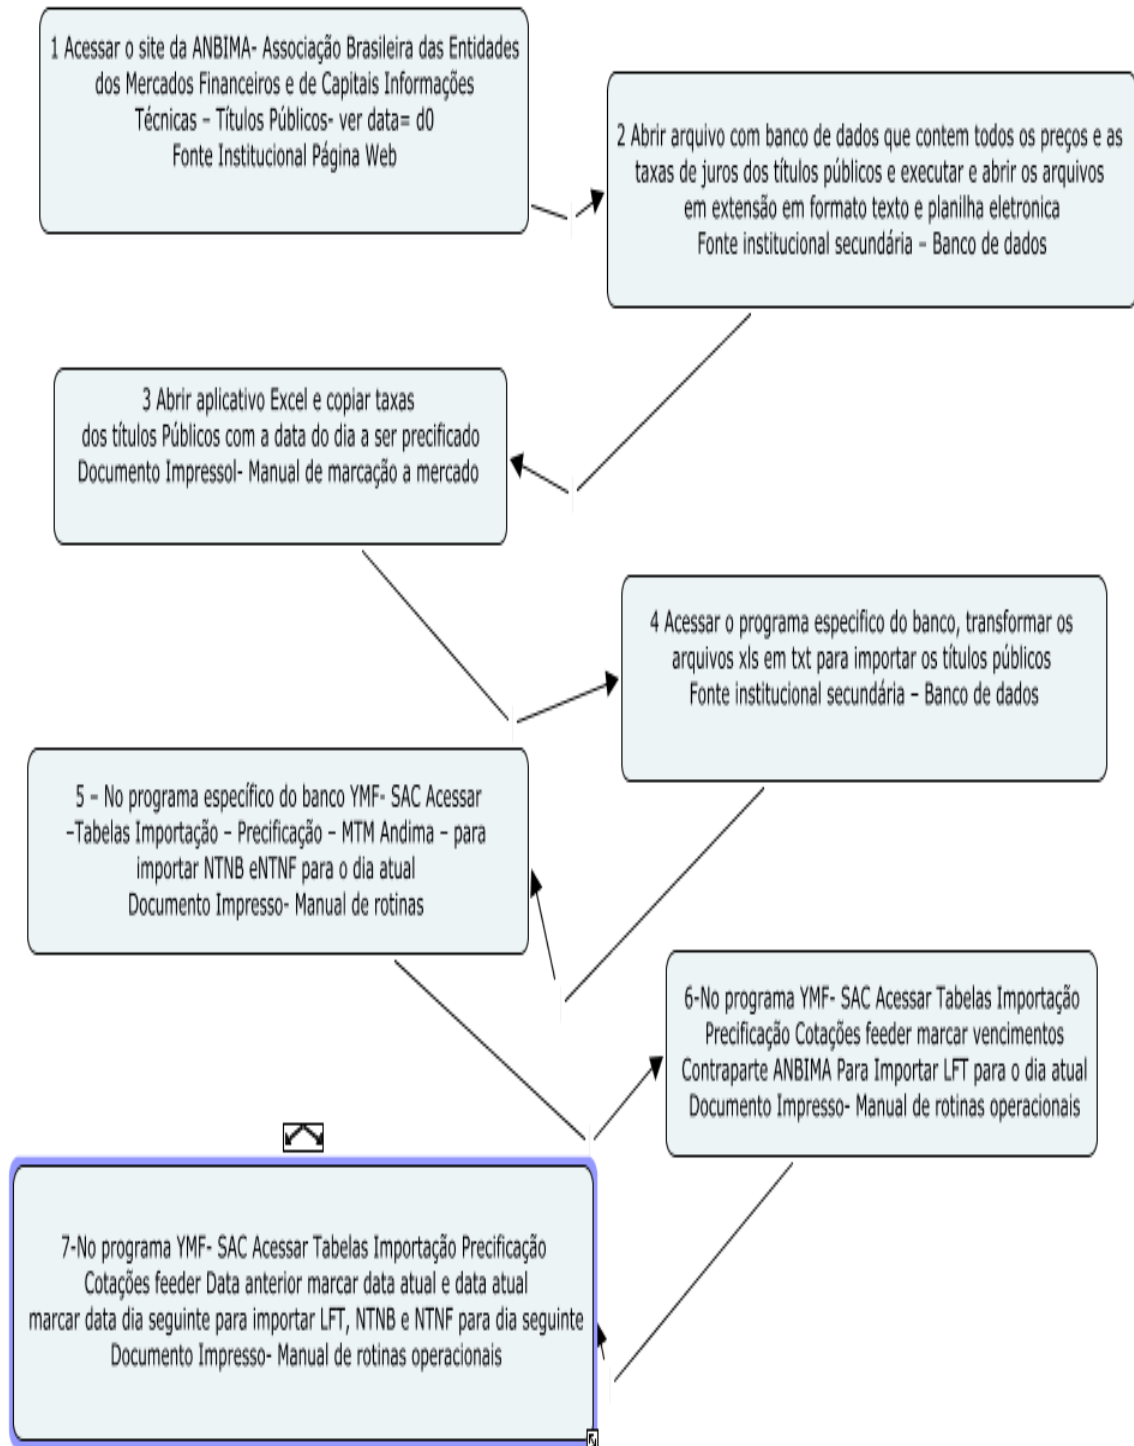 1 Acessar o site da ANBIMA- Associação Brasileira das Entidades
dos Mercados Financeiros e de Capitais Informações
Técnicas – Títulos Públicos- ver data= d0
Fonte Institucional Página Web
2 Abrir arquivo com banco de dados que contem todos os preços e as
taxas de juros dos títulos públicos e executar e abrir os arquivos
em extensão em formato texto e planilha eletronica
Fonte institucional secundária – Banco de dados
3 Abrir aplicativo Excel e copiar taxas
dos títulos Públicos com a data do dia a ser precificado
Documento Impressol- Manual de marcação a mercado
4 Acessar o programa especifico do banco, transformar os
arquivos xls em txt para importar os títulos públicos
Fonte institucional secundária – Banco de dados
5 – No programa específico do banco YMF- SAC Acessar
–Tabelas Importação – Precificação – MTM Andima – para
importar NTNB eNTNF para o dia atual
Documento Impresso- Manual de rotinas
6-No programa YMF- SAC Acessar Tabelas Importação
Precificação Cotações feeder marcar vencimentos
Contraparte ANBIMA Para Importar LFT para o dia atual
Documento Impresso- Manual de rotinas operacionais
7-No programa YMF- SAC Acessar Tabelas Importação Precificação
Cotações feeder Data anterior marcar data atual e data atual
marcar data dia seguinte para importar LFT, NTNB e NTNF para dia seguinte
Documento Impresso- Manual de rotinas operacionais